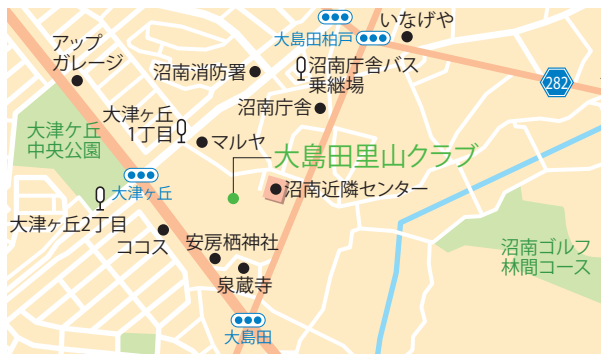 いなげや
大島田柏戸
アップ
ガレージ
沼南消防署
沼南庁舎バス
乗継場
282
沼南庁舎
大津ヶ丘
1丁目
マルヤ
大津ケ丘
中央公園
大島田里山クラブ
大津ヶ丘
沼南近隣センター
大津ヶ丘2丁目
ココス
安房栖神社
泉蔵寺
沼南ゴルフ
林間コース
大島田